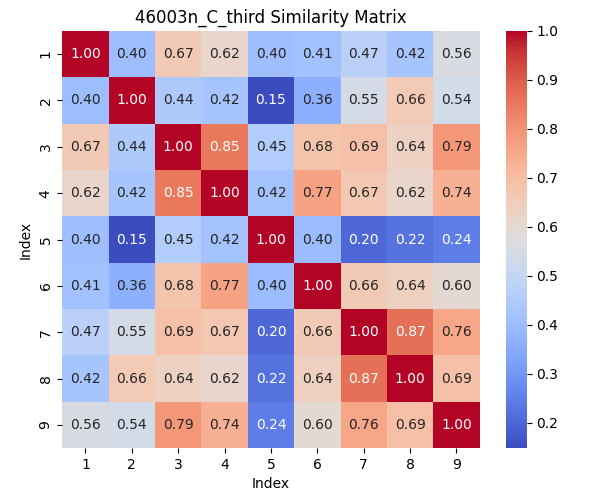 46003n_C_third Similarity Matrix
1 1.00 0.40 0.67 0.62 0.40 0.41 0.47 0.42 0.56
2 0.40 1.00 0.44 0.42 0.15 0.36 0.55 0.66 0.54
3 0.67 0.44 1.00 0.85 0.45 0.68 0.69 0.64 0.79
4 0.62 0.42 0.85 1.00 0.42 0.77 0.67 0.62 0.74
5 0.40 0.15 0.45 0.42 1.00 0.40 0.20 0.22 0.24
6 0.41 0.36 0.68 0.77 0.40 1.00 0.66 0.64 0.60
7 0.47 0.55 0.69 0.67 0.20 0.66 1.00 0.87 0.76
8 0.42 0.66 0.64 0.62 0.22 0.64 0.87 1.00 0.69
9 0.56 0.54 0.79 0.74 0.24 0.60 0.76 0.69 1.00
1 2 3 4 5 6 7 8 9
Index
Index
1.0
0.9
0.8
0.7
0.6
0.5
0.4
0.3
0.2